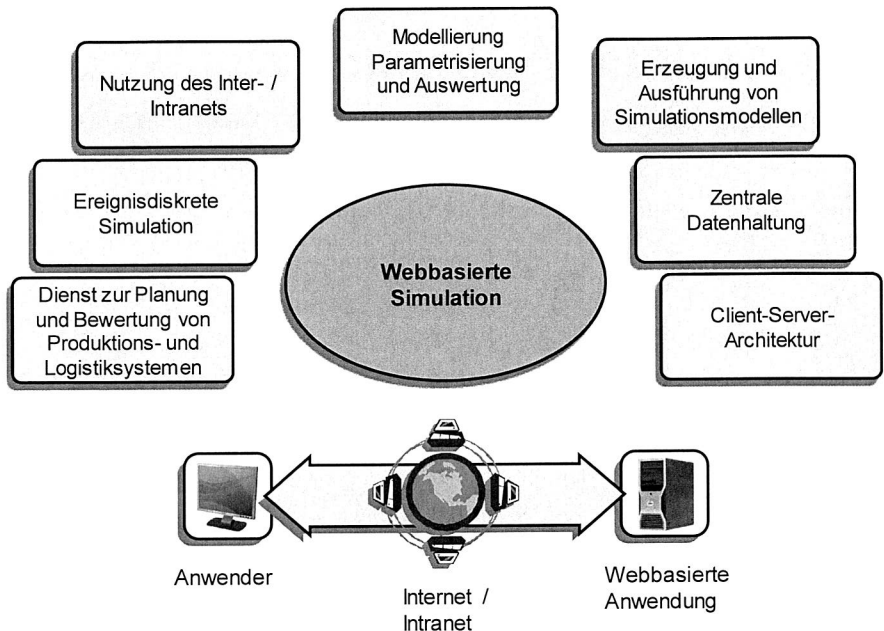 Modellierung
Parametrisierung
und Auswertung
Nutzung des Inter- /
Intranets
Erzeugung und
Ausführung von
Simulationsmodellen
Ereignisdiskrete
Simulation
Zentrale
Datenhaltung
Webbasierte
Simulation
Dienst zur Planung
und Bewertung von
Produktions- und
Logistiksystemen
Client-Server-
Architektur
Anwender
Internet /
Intranet
Webbasierte
Anwendung